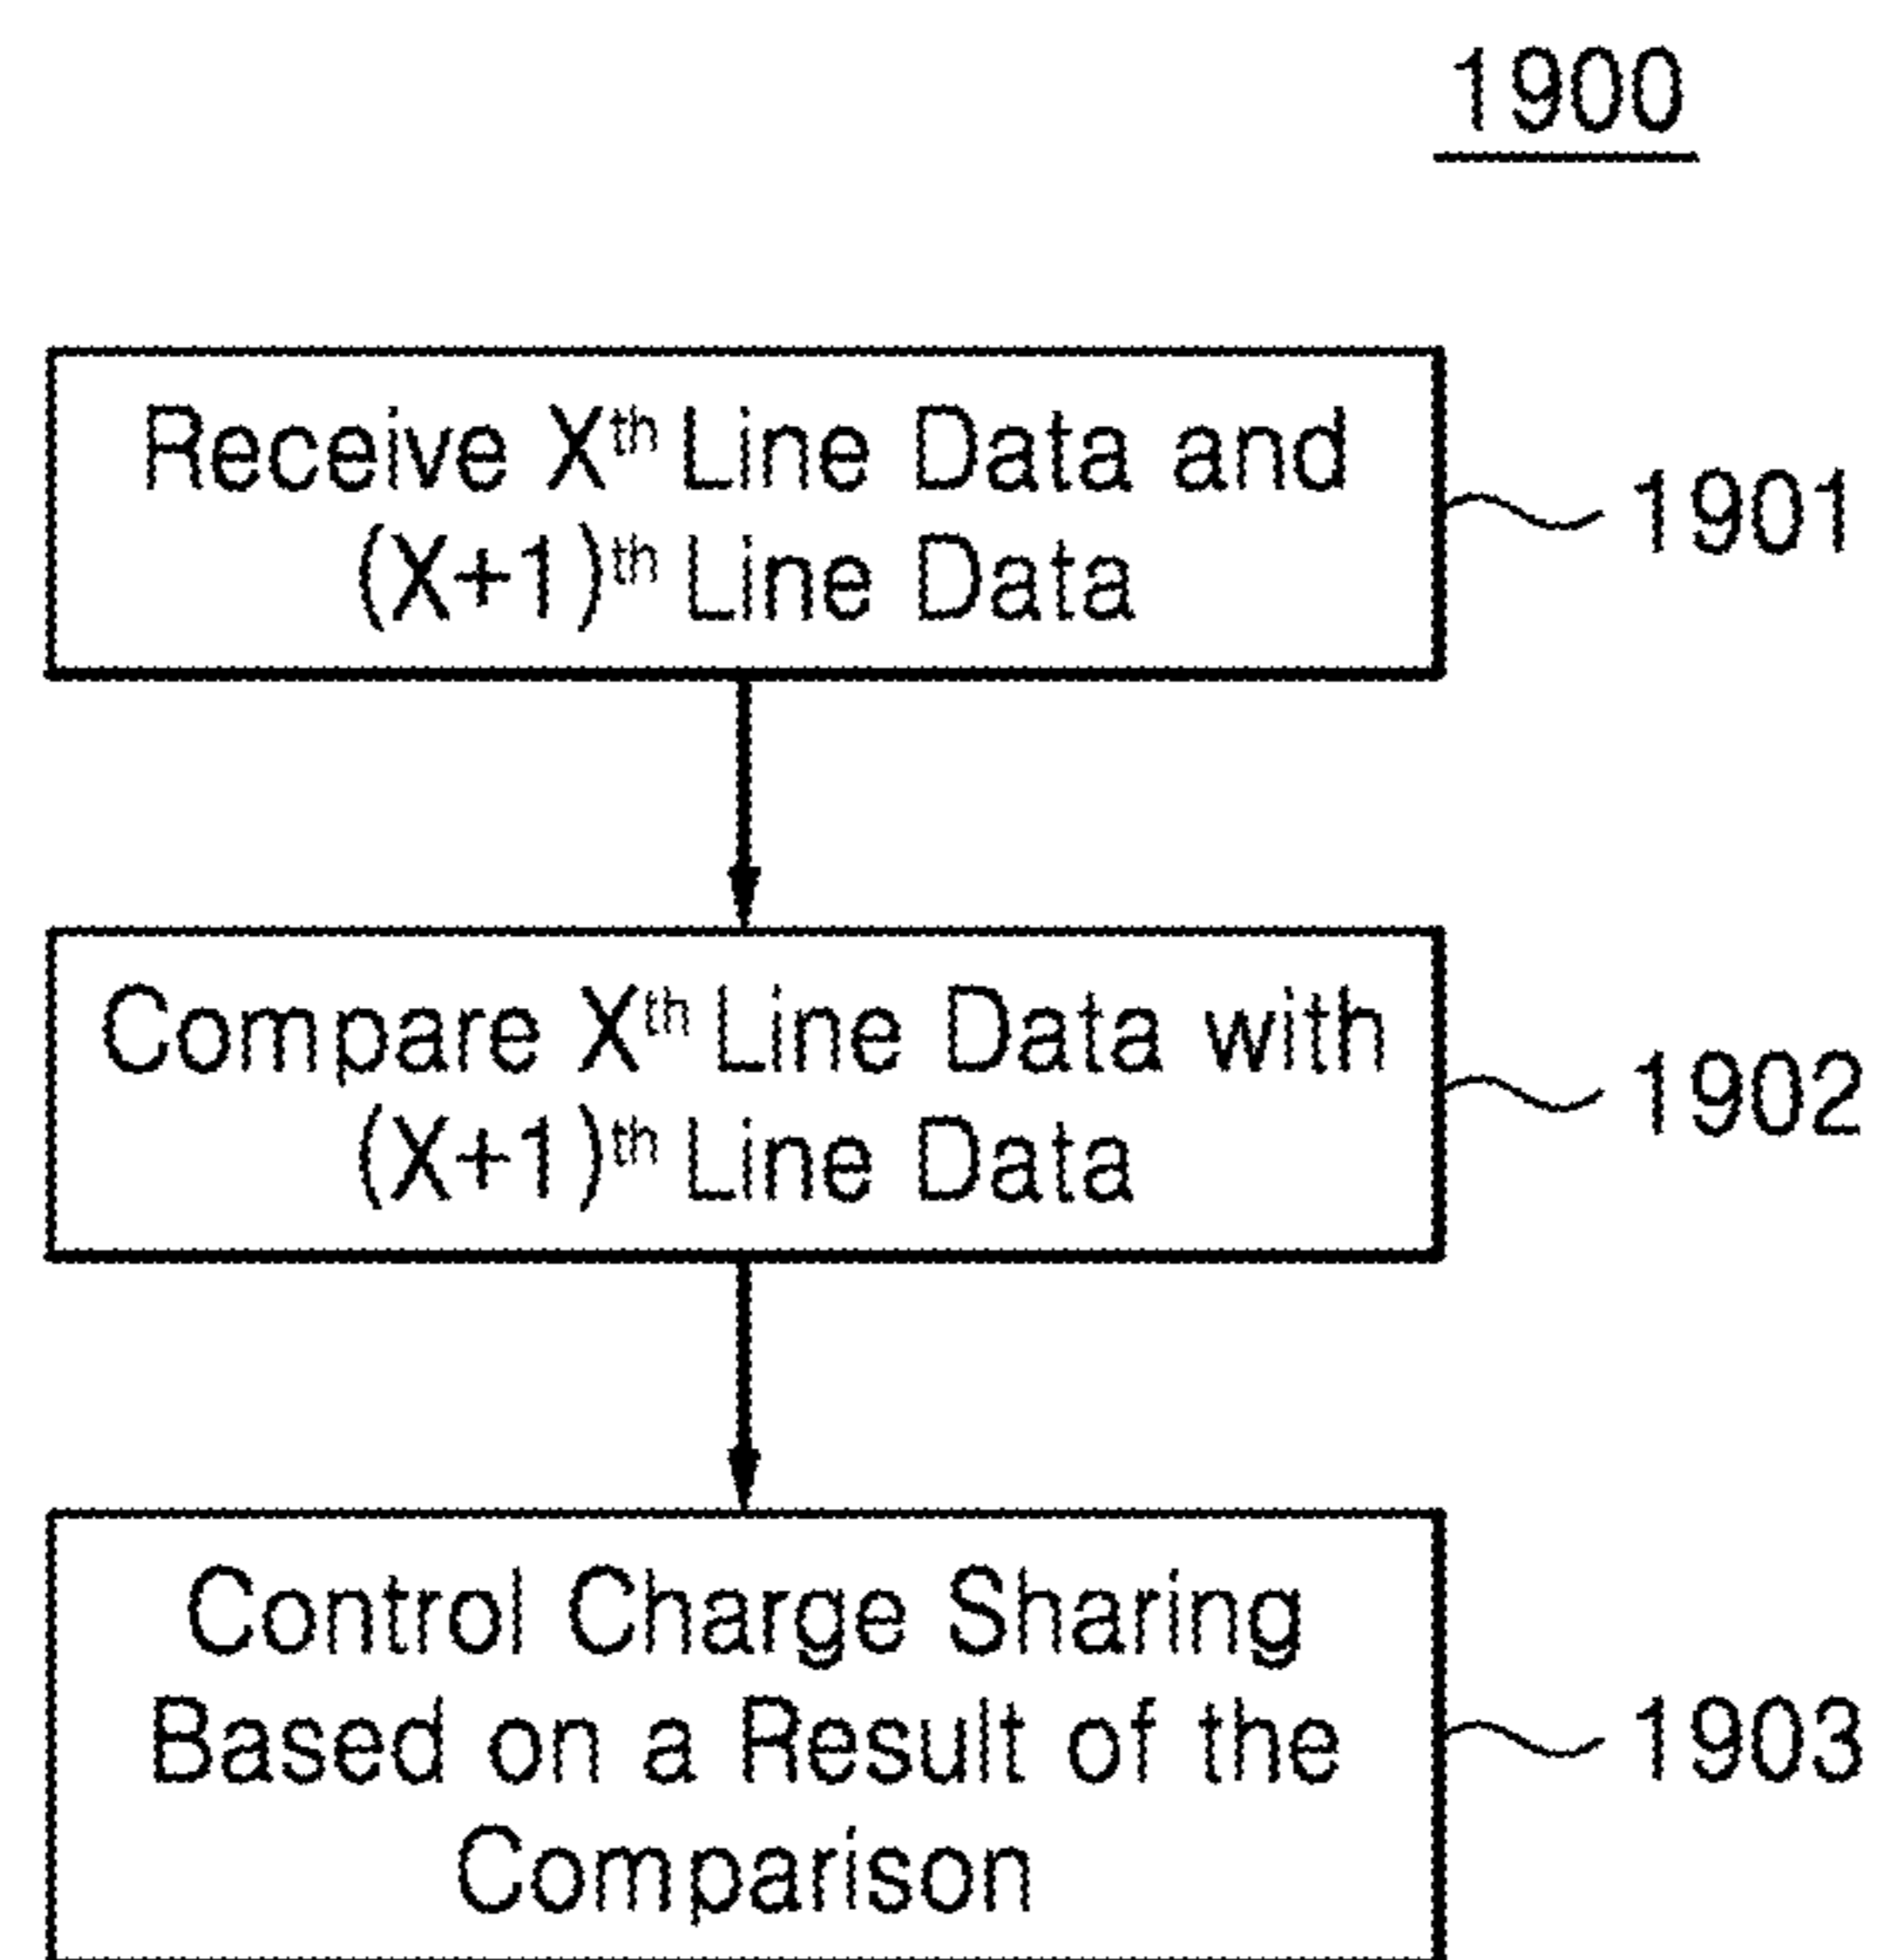 1900
Receive Xth Line Data and
(X+1)th Line Data
1901
Compare Xth Line Data with
(X+1)th Line Data
1902
Control Charge Sharing
Based on a Result of the
Comparison
1903